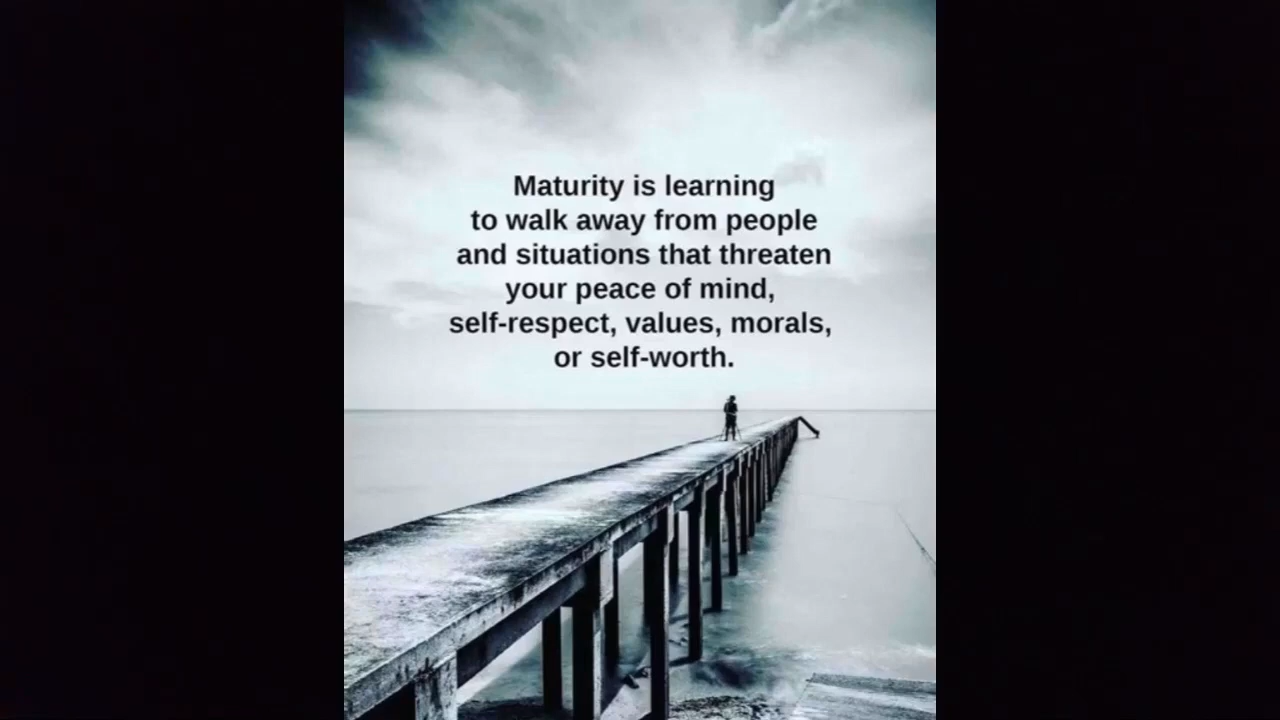 Maturity is learning
to walk away from people
and situations that threaten
your peace of mind,
self-respect, values, morals,
or self-worth.